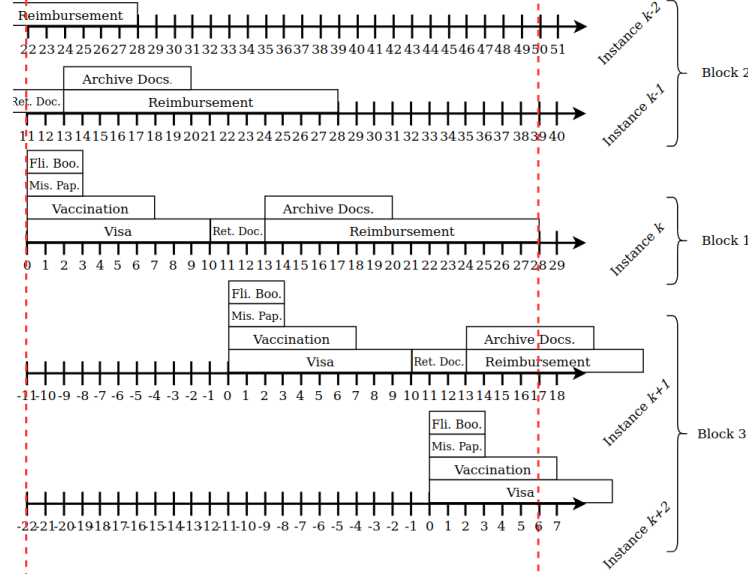 Reimbursement
22 23 24 25 26 27 28 29 30 31 32 33 34 35 36 37 38 39 40 41 42 43 44 45 46 47 48 49 50 51
Instance k-2
Block 2
Archive Docs.
Ret. Doc. Reimbursement
11 12 13 14 15 16 17 18 19 20 21 22 23 24 25 26 27 28 29 30 31 32 33 34 35 36 37 38 39 40
Instance k-1
Fli. Boo.
Mis. Pap.
Vaccination Archive Docs.
Visa Ret. Doc. Reimbursement
0 1 2 3 4 5 6 7 8 9 10 11 12 13 14 15 16 17 18 19 20 21 22 23 24 25 26 27 28 29
Instance k
Block 1
Fli. Boo.
Mis. Pap.
Vaccination Archive Docs.
Visa Ret. Doc. Reimbursement
-11 -10 -9 -8 -7 -6 -5 -4 -3 -2 -1 0 1 2 3 4 5 6 7 8 9 10 11 12 13 14 15 16 17 18
Instance k+1
Block 3
Fli. Boo.
Mis. Pap.
Vaccination
Visa
-22 -21 -20 -19 -18 -17 -16 -15 -14 -13 -12 -11 -10 -9 -8 -7 -6 -5 -4 -3 -2 -1 0 1 2 3 4 5 6 7
Instance k+2